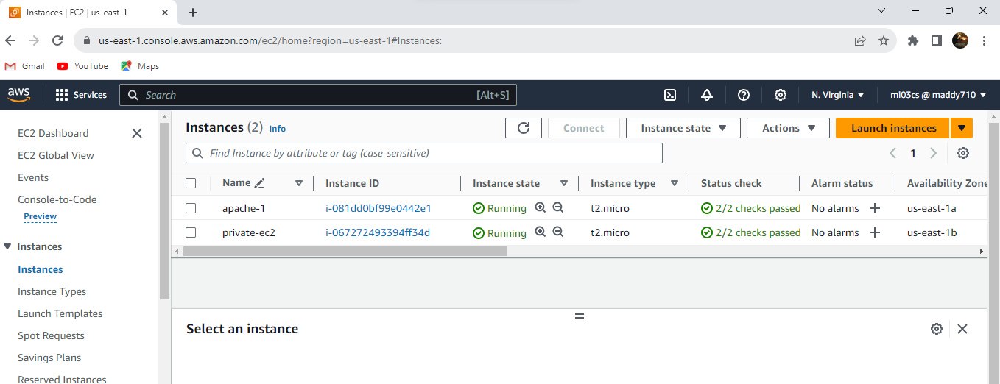 Instances | EC2 | us-east-1
us-east-1.console.aws.amazon.com/ec2/home?region=us-east-1#Instances:
Gmail YouTube Maps
aws Services Search [Alt+S] N. Virginia mi03cs @ maddy710
EC2 Dashboard
EC2 Global View
Events
Console-to-Code
Preview
Instances
Instances
Instance Types
Launch Templates
Spot Requests
Savings Plans
Reserved Instances
Instances (2) Info Connect Instance state Actions Launch instances
Find Instance by attribute or tag (case-sensitive) 1
Name Instance ID Instance state Instance type Status check Alarm status Availability Zone
apache-1 i-081dd0bf99e0442e1 Running t2.micro 2/2 checks passed No alarms us-east-1a
private-ec2 i-067272493394ff34d Running t2.micro 2/2 checks passed No alarms us-east-1b
Select an instance